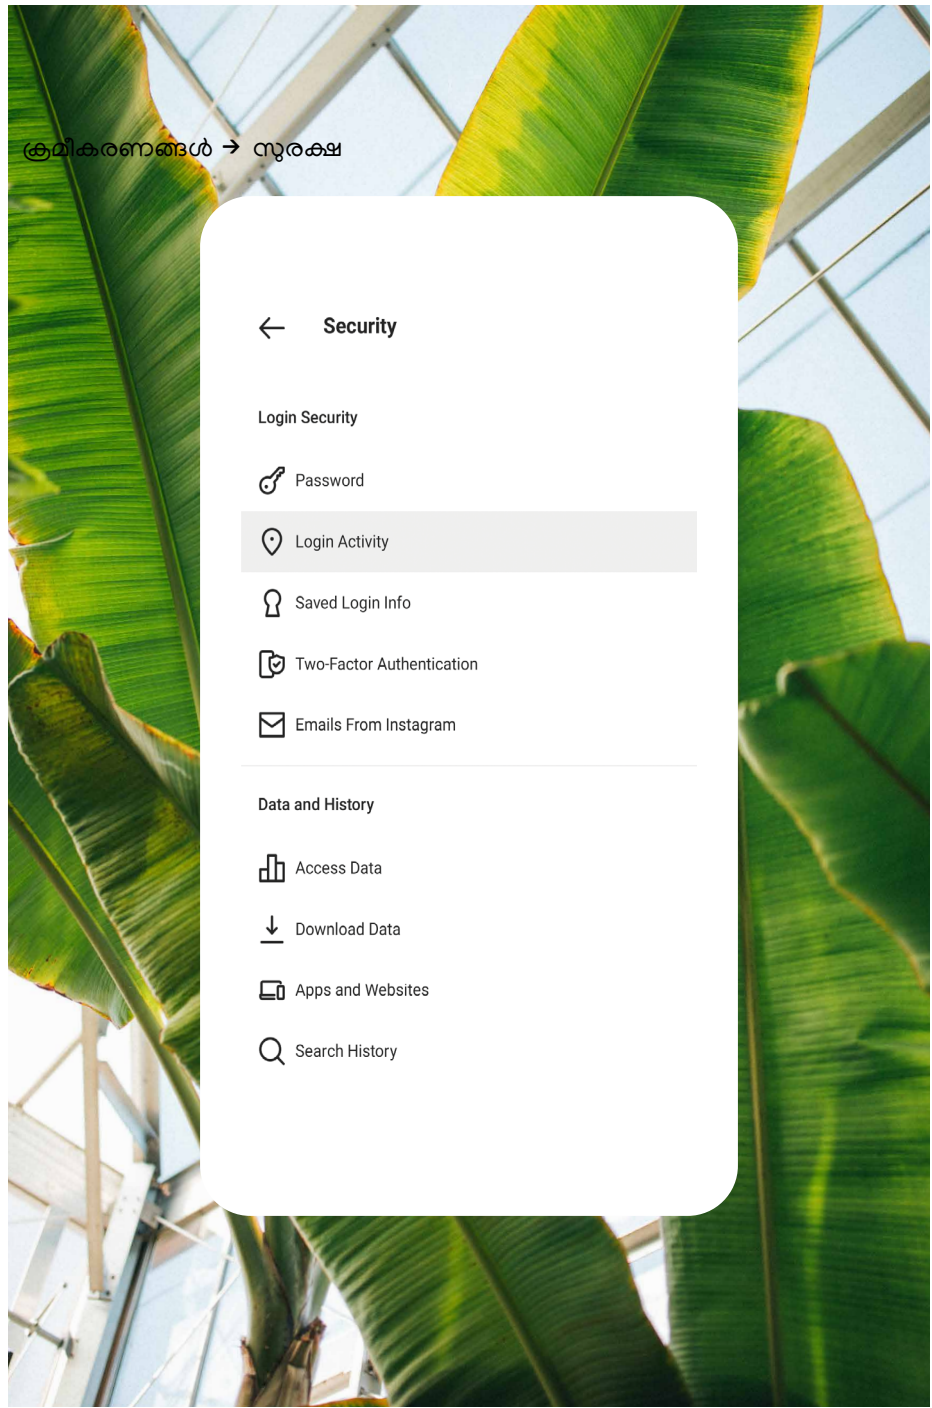 ക്രമീകരണങ്ങൾ → സുരക്ഷ
Security
Login Security
Password
Login Activity
Saved Login Info
Two-Factor Authentication
Emails From Instagram
Data and History
Access Data
Download Data
Apps and Websites
Search History